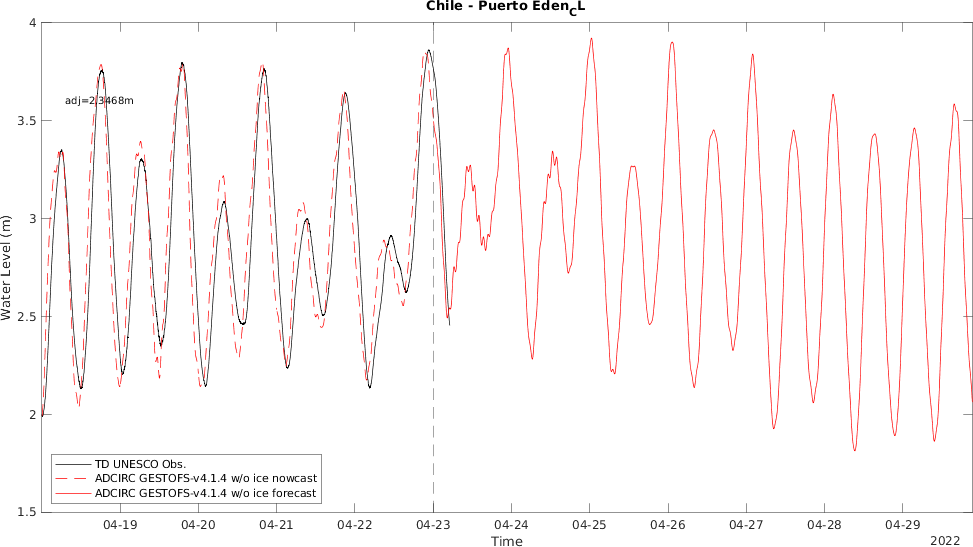 Chile - Puerto Eden_CL
4
3.5
3
2.5
2
1.5
Water Level (m)
adj=2.3468m
TD UNESCO Obs.
ADCIRC GESTOFS-v4.1.4 w/o ice nowcast
ADCIRC GESTOFS-v4.1.4 w/o ice forecast
04-19 04-20 04-21 04-22 04-23 04-24 04-25 04-26 04-27 04-28 04-29
Time
2022